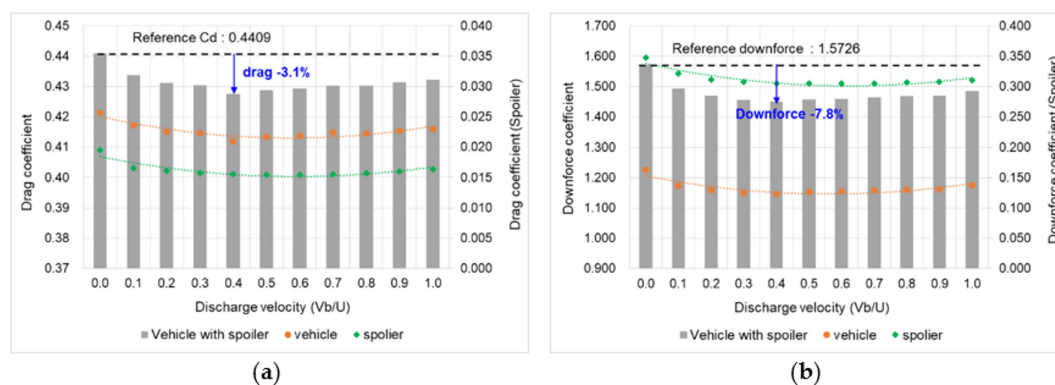 Reference Cd : 0.4409
drag -3.1%
Drag coefficient
0.45
0.44
0.43
0.42
0.41
0.40
0.39
0.38
0.37
0.040
0.035
0.030
0.025
0.020
0.015
0.010
0.005
0.000
Drag coefficient (Spoiler)
0.0 0.1 0.2 0.3 0.4 0.5 0.6 0.7 0.8 0.9 1.0
Discharge velocity (Vb/U)
Vehicle with spoiler vehicle spolier
(a)
Reference downforce : 1.5726
Downforce -7.8%
Downforce coefficient
1.700
1.600
1.500
1.400
1.300
1.200
1.100
1.000
0.900
0.400
0.350
0.300
0.250
0.200
0.150
0.100
0.050
0.000
Downforce coefficient (Spoiler)
0.0 0.1 0.2 0.3 0.4 0.5 0.6 0.7 0.8 0.9 1.0
Discharge velocity (Vb/U)
Vehicle with spoiler vehicle spoiler
(b)